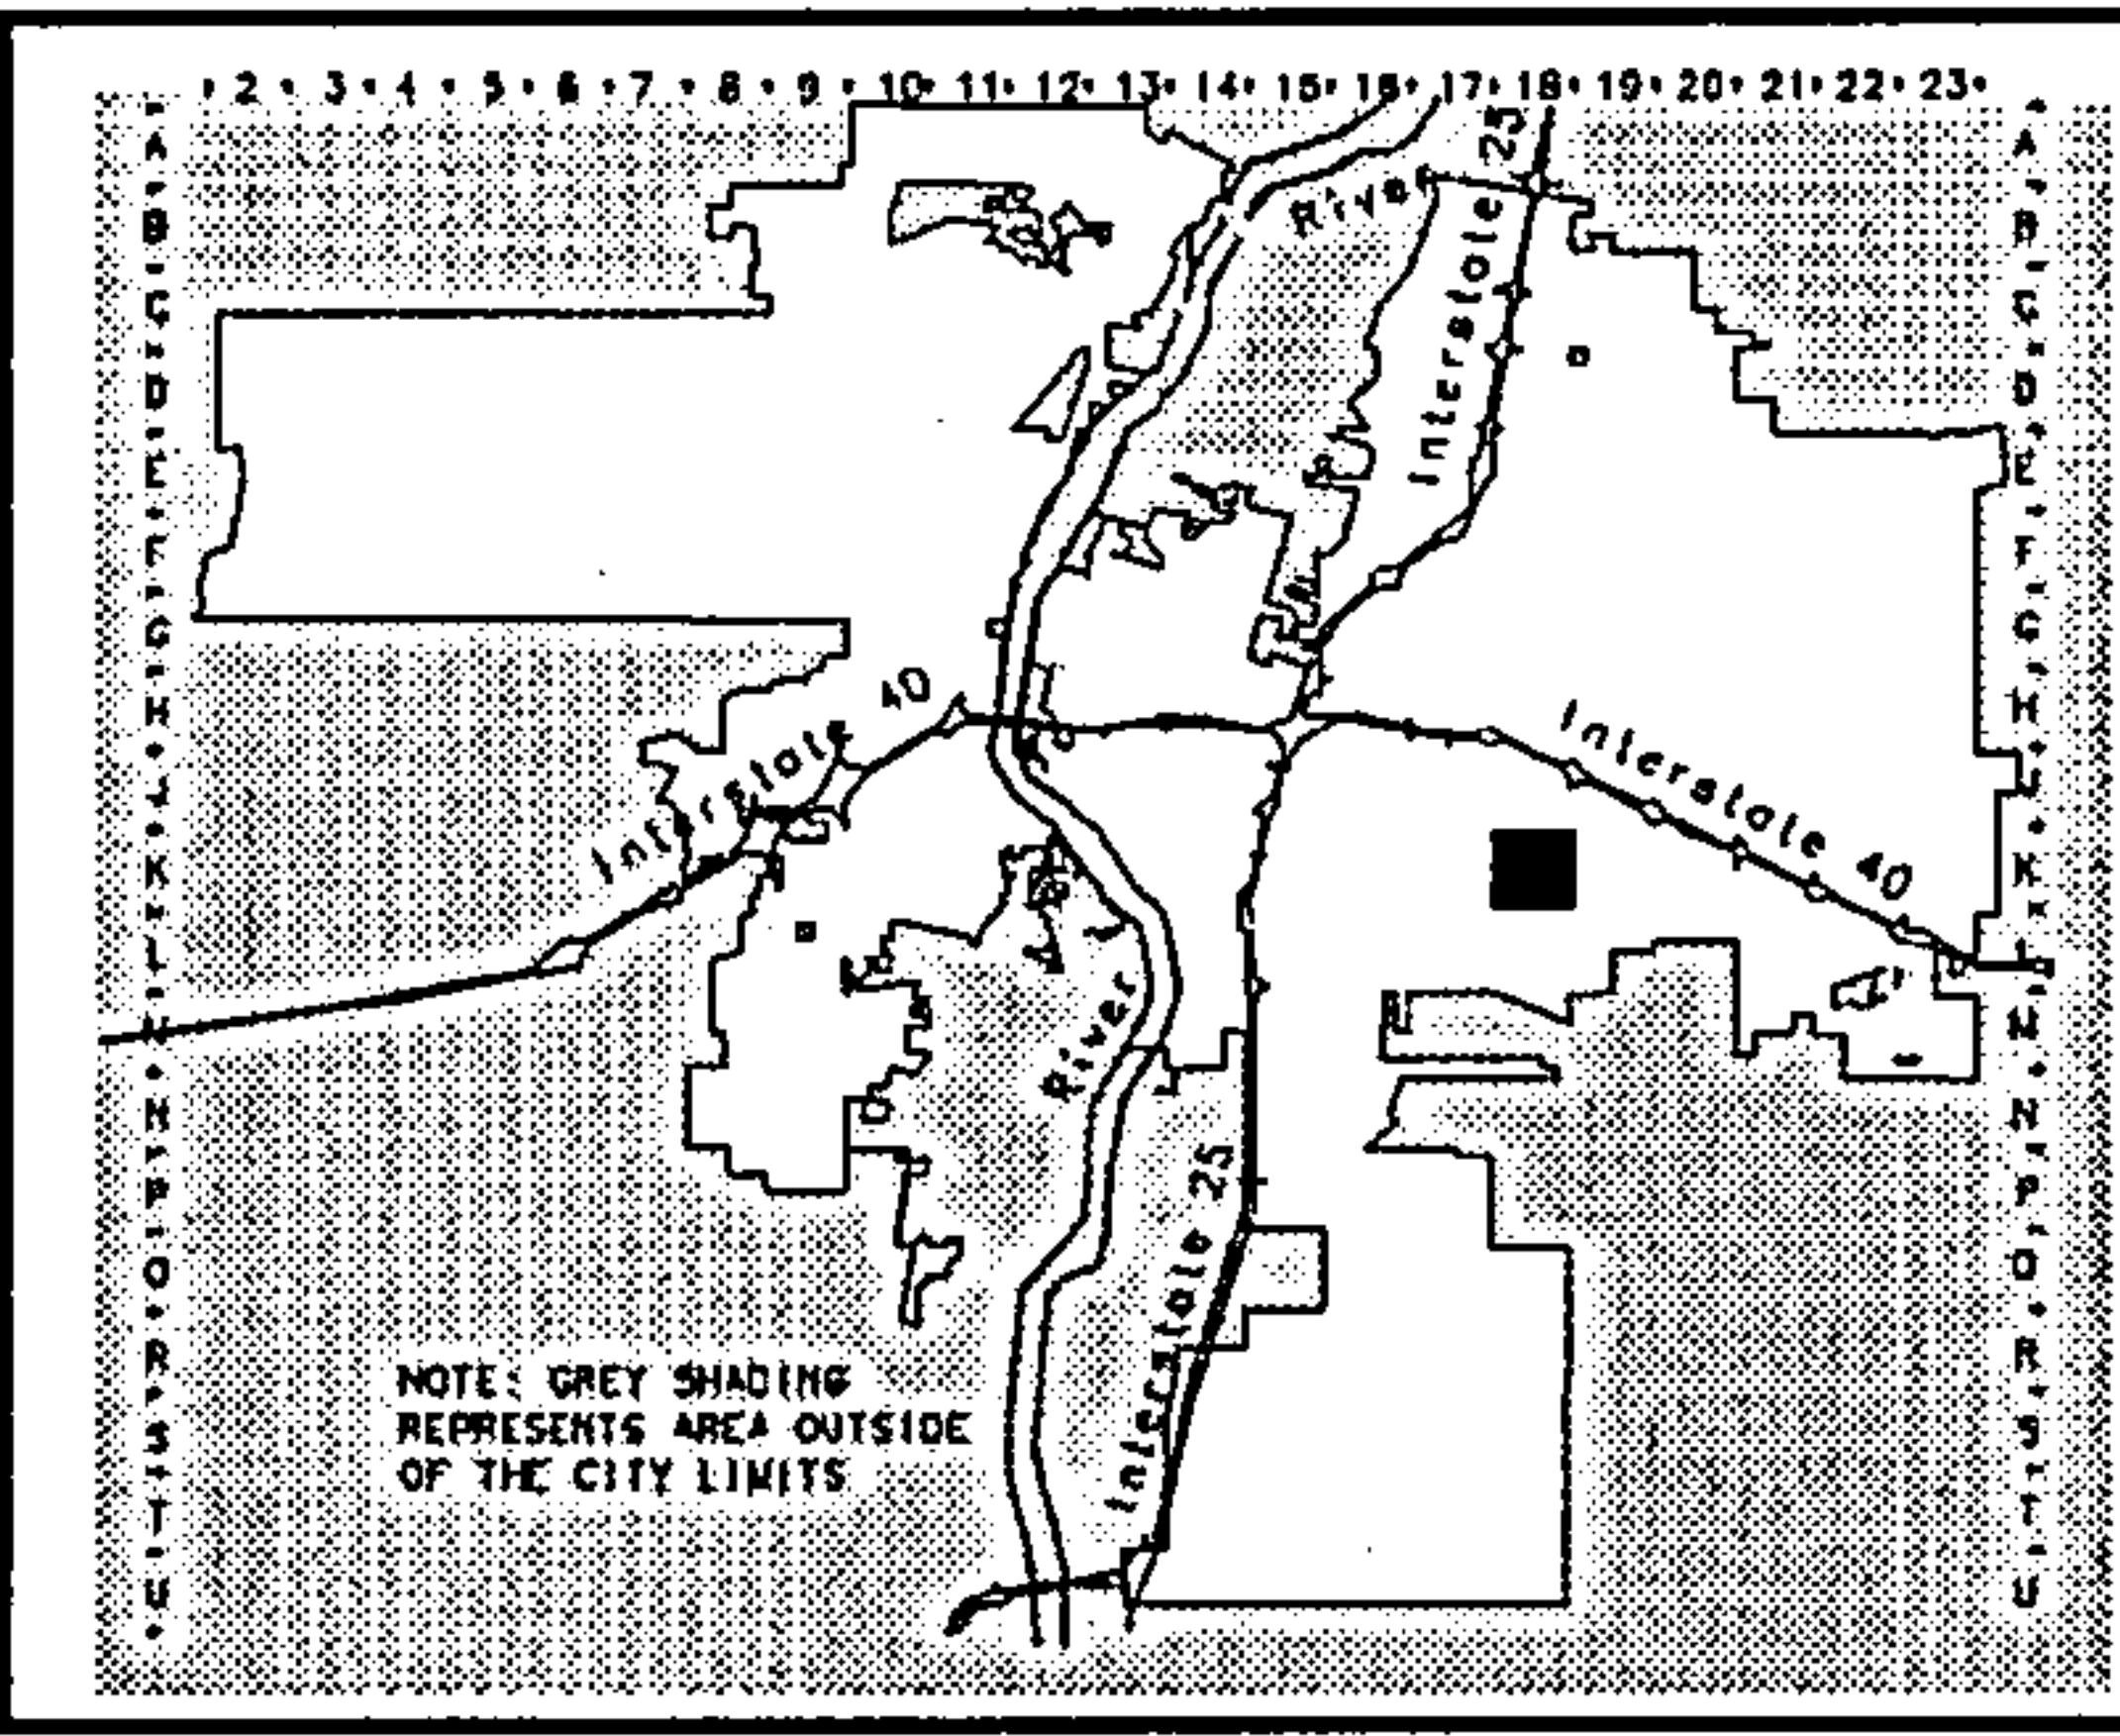 2 3 4 5 6 7 8 9 10 11 12 13 14 15 16 17 18 19 20 21 22 23
A A
B B
C C
D D
E E
F F
G G
H H
J J
K K
L L
M M
N N
P P
Q Q
R R
S S
T T
U U
River
Interstate 25
Interstate 40
Interstate 40
River
Interstate 25
NOTE: GREY SHADING
REPRESENTS AREA OUTSIDE
OF THE CITY LIMITS